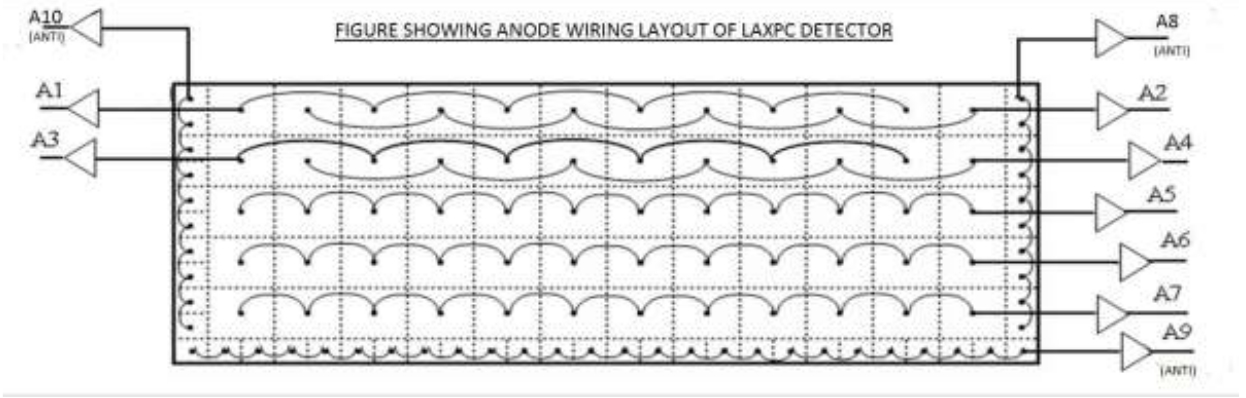 A10
(ANTI)
FIGURE SHOWING ANODE WIRING LAYOUT OF LAXPC DETECTOR
A8
(ANTI)
A1
A2
A3
A4
A5
A6
A7
A9
(ANTI)